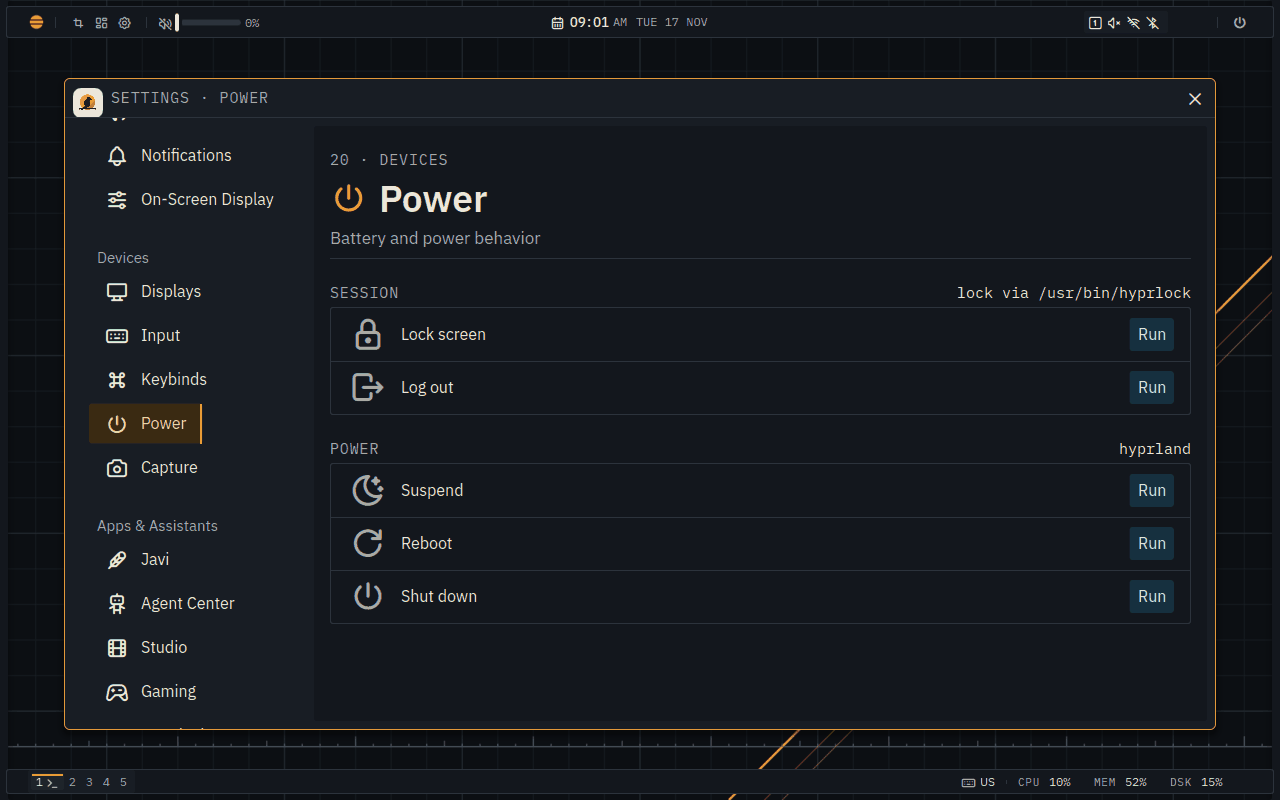 0%
09:01 AM TUE 17 NOV
1
SETTINGS · POWER
Notifications
On-Screen Display
Devices
Displays
Input
Keybinds
Power
Capture
Apps & Assistants
Javi
Agent Center
Studio
Gaming
20 · DEVICES
Power
Battery and power behavior
SESSION
lock via /usr/bin/hyprlock
Lock screen
Run
Log out
Run
POWER
hyprland
Suspend
Run
Reboot
Run
Shut down
Run
1 2 3 4 5
US CPU 10% MEM 52% DSK 15%